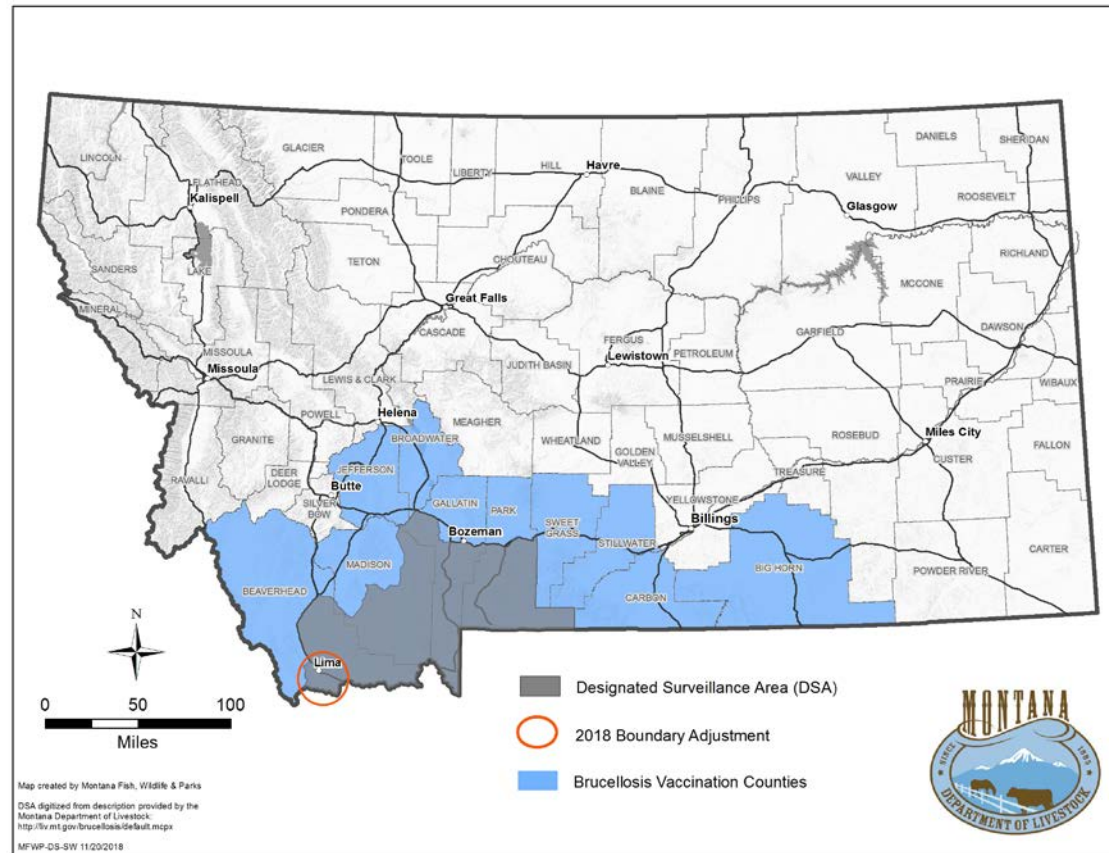 LINCOLN
FLATHEAD
Kalispell
GLACIER
TOOLE
LIBERTY
HILL
Havre
BLAINE
PHILLIPS
VALLEY
DANIELS
SHERIDAN
ROOSEVELT
Glasgow
PONDERA
SANDERS
LAKE
TETON
CHOUTEAU
RICHLAND
MCCONE
MINERAL
Great Falls
CASCADE
GARFIELD
DAWSON
MISSOULA
Missoula
FERGUS
Lewistown
PETROLEUM
JUDITH BASIN
PRAIRIE
WIBAUX
LEWIS & CLARK
POWELL
Helena
BROADWATER
MEAGHER
WHEATLAND
GOLDEN
VALLEY
MUSSELSHELL
ROSEBUD
Miles City
CUSTER
FALLON
GRANITE
RAVALLI
DEER
LODGE
JEFFERSON
Butte
SILVER
BOW
TREASURE
YELLOWSTONE
Billings
GALLATIN
PARK
Bozeman
SWEET
GRASS
STILLWATER
BIG HORN
CARTER
POWDER RIVER
MADISON
BEAVERHEAD
CARBON
Lima
N
0 50 100
Miles
Designated Surveillance Area (DSA)
2018 Boundary Adjustment
Brucellosis Vaccination Counties
Map created by Montana Fish, Wildlife & Parks
DSA digitized from description provided by the
Montana Department of Livestock:
http://liv.mt.gov/brucellosis/default.mcpx
MFWP-DS-SW 11/20/2018
MONTANA
SINCE 1885
DEPARTMENT OF LIVESTOCK